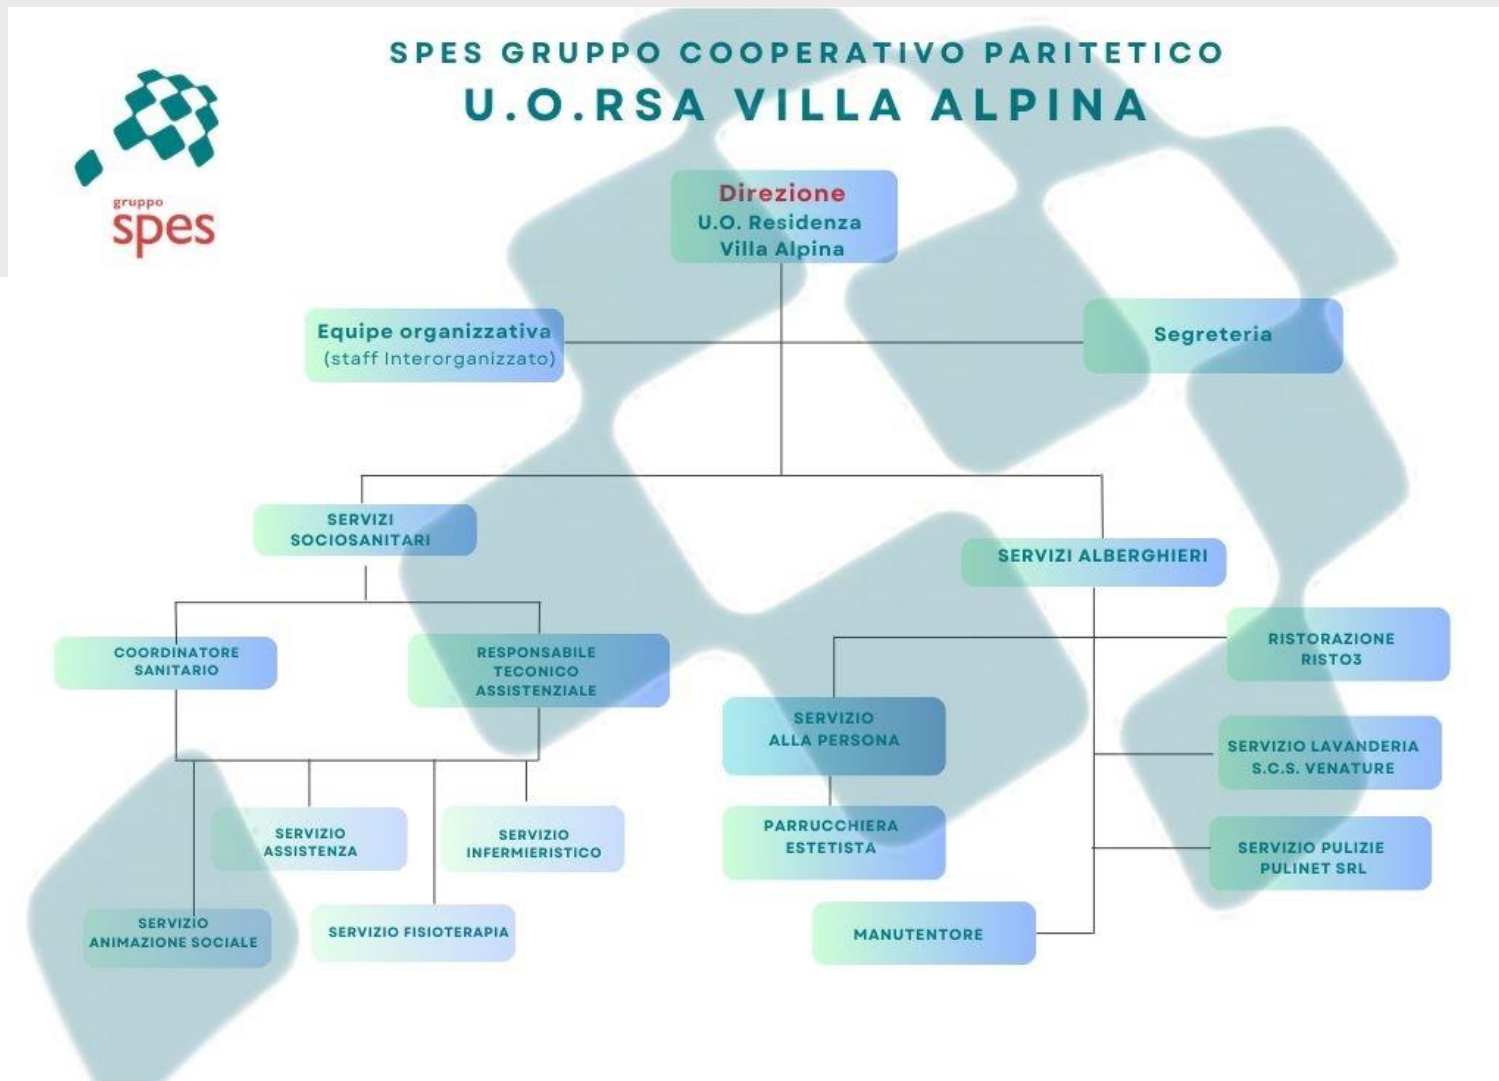 SPES GRUPPO COOPERATIVO PARITETICO
U.O.RSA VILLA ALPINA
gruppo
spes
Direzione
U.O. Residenza
Villa Alpina
Equipe organizzativa
(staff Interorganizzato)
Segreteria
SERVIZI
SOCIOSANITARI
SERVIZI ALBERGHIERI
COORDINATORE
SANITARIO
RESPONSABILE
TECONICO
ASSISTENZIALE
RISTORAZIONE
RISTO3
SERVIZIO
ALLA PERSONA
SERVIZIO LAVANDERIA
S.C.S. VENATURE
SERVIZIO
ASSISTENZA
SERVIZIO
INFERMIERISTICO
PARRUCCHIERA
ESTETISTA
SERVIZIO PULIZIE
PULINET SRL
SERVIZIO
ANIMAZIONE SOCIALE
SERVIZIO FISIOTERAPIA
MANUTENTORE